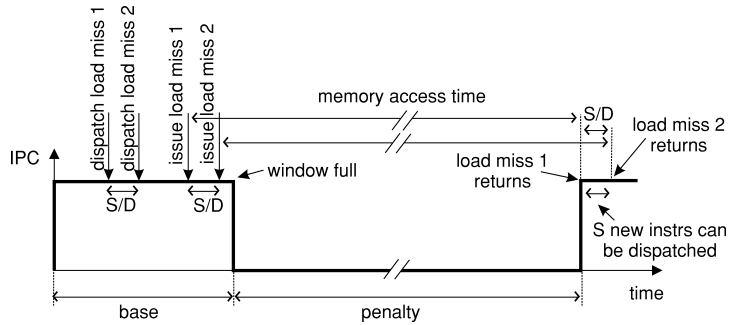 dispatch load miss 1
dispatch load miss 2
issue load miss 1
issue load miss 2
memory access time
S/D
load miss 2
returns
IPC
window full
load miss 1
returns
S/D
S/D
S new instrs can
be dispatched
time
base
penalty